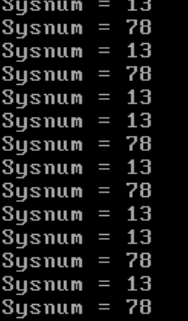 Sysnum = 13
Sysnum = 78
Sysnum = 13
Sysnum = 78
Sysnum = 13
Sysnum = 13
Sysnum = 78
Sysnum = 13
Sysnum = 78
Sysnum = 13
Sysnum = 13
Sysnum = 78
Sysnum = 13
Sysnum = 78